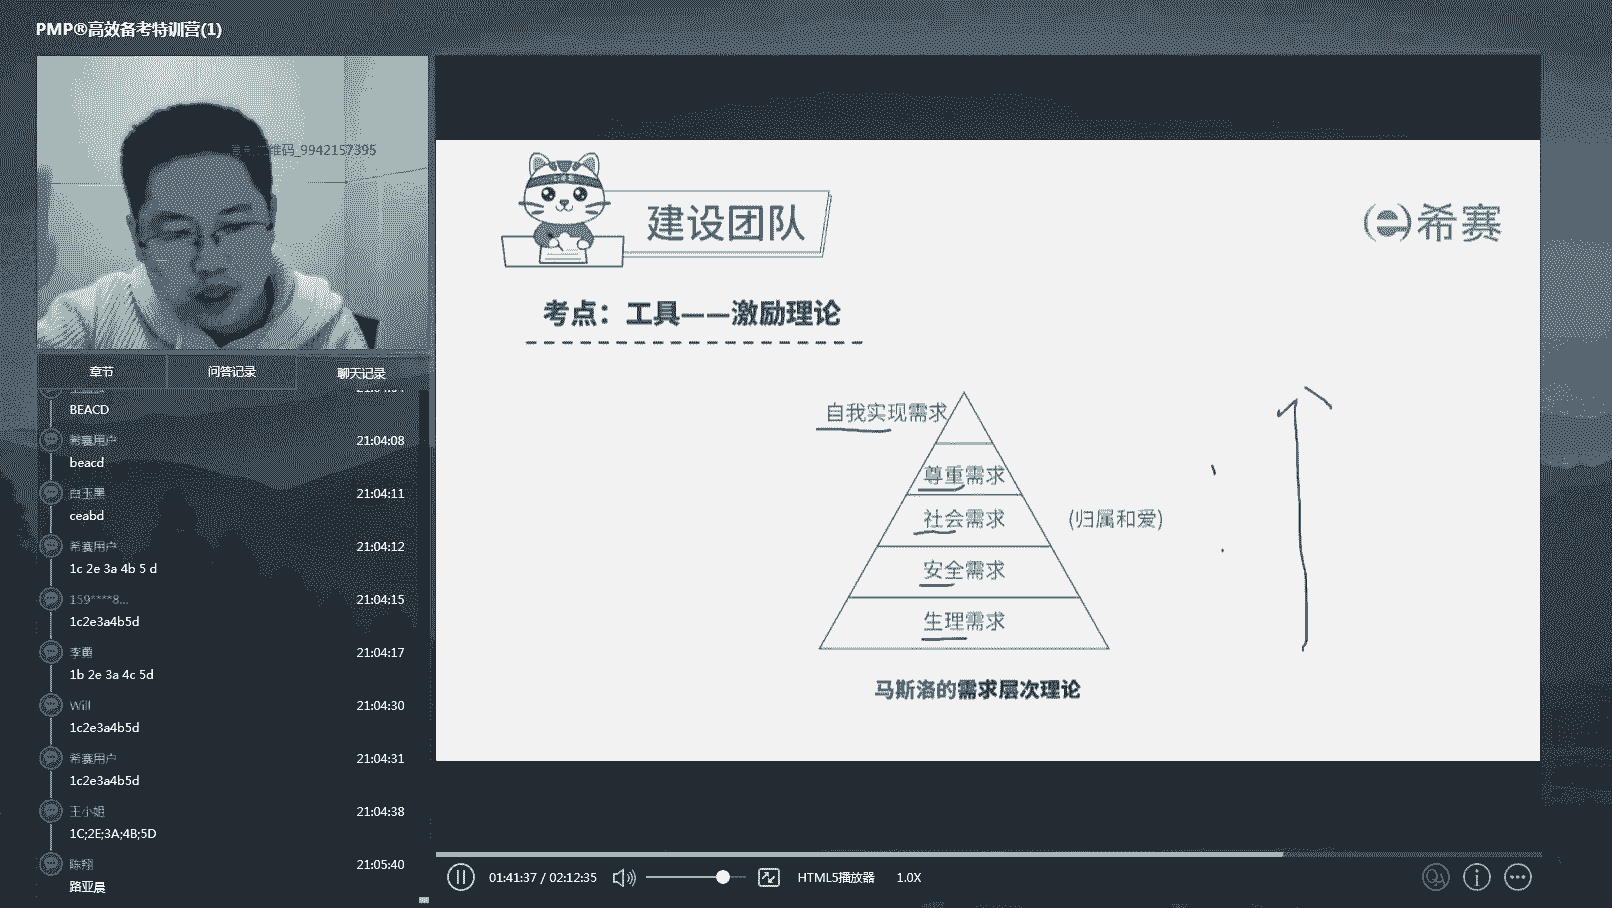 PMP®高效备考特训营(1)
维码_9942157395
章节
问答记录
聊天记录
BEACD
希赛用户
21:04:08
beacd
白玉黑
21:04:11
ceabd
希赛用户
21:04:12
1c 2e 3a 4b 5 d
159****8...
21:04:15
1c2e3a4b5d
李菌
21:04:17
1b 2e 3a 4c 5d
Will
21:04:30
1c2e3a4b5d
希赛用户
21:04:31
1c2e3a4b5d
王小姐
21:04:38
1C;2E;3A;4B;5D
陈翔
21:05:40
路亚晨
建设团队
希赛
考点：工具——激励理论
自我实现需求
尊重需求
社会需求
(归属和爱)
安全需求
生理需求
马斯洛的需求层次理论
01:41:37 / 02:12:35
HTML5播放器
1.0X